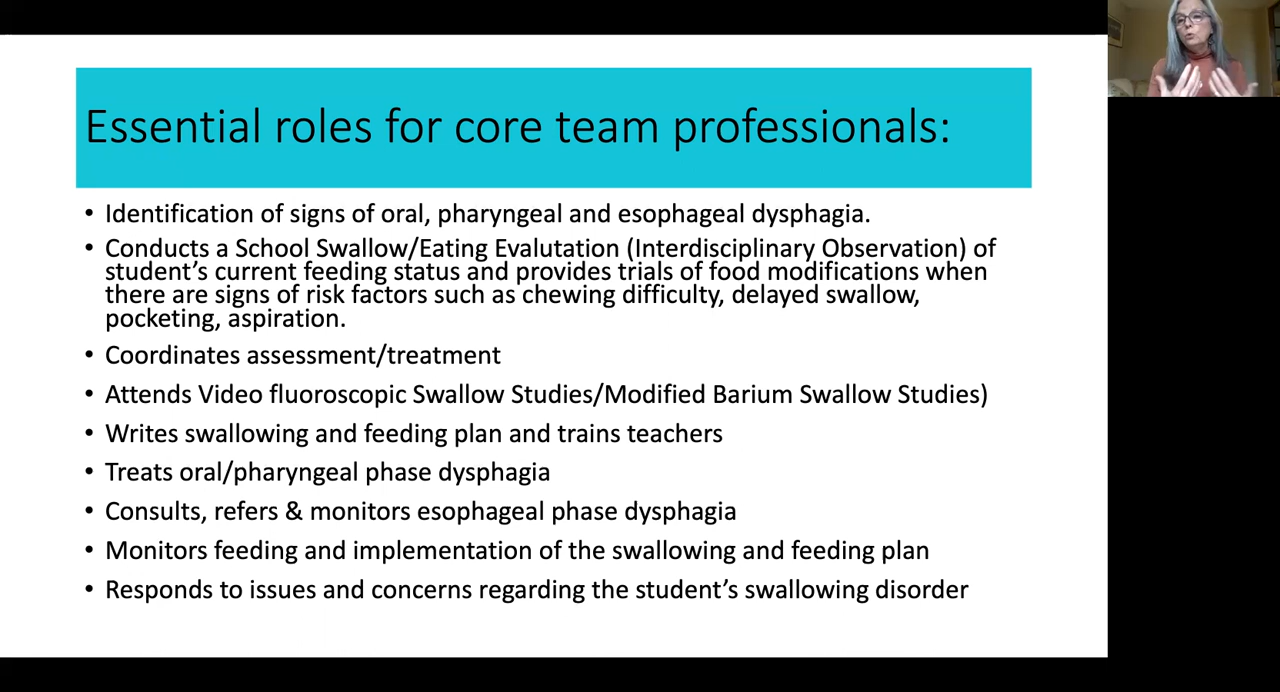 Essential roles for core team professionals:
• Identification of signs of oral, pharyngeal and esophageal dysphagia.
• Conducts a School Swallow/Eating Evalutation (Interdisciplinary Observation) of
student's current feeding status and provides trials of food modifications when
there are signs of risk factors such as chewing difficulty, delayed swallow,
pocketing, aspiration.
• Coordinates assessment/treatment
• Attends Video fluoroscopic Swallow Studies/Modified Barium Swallow Studies)
• Writes swallowing and feeding plan and trains teachers
• Treats oral/pharyngeal phase dysphagia
• Consults, refers & monitors esophageal phase dysphagia
• Monitors feeding and implementation of the swallowing and feeding plan
• Responds to issues and concerns regarding the student's swallowing disorder